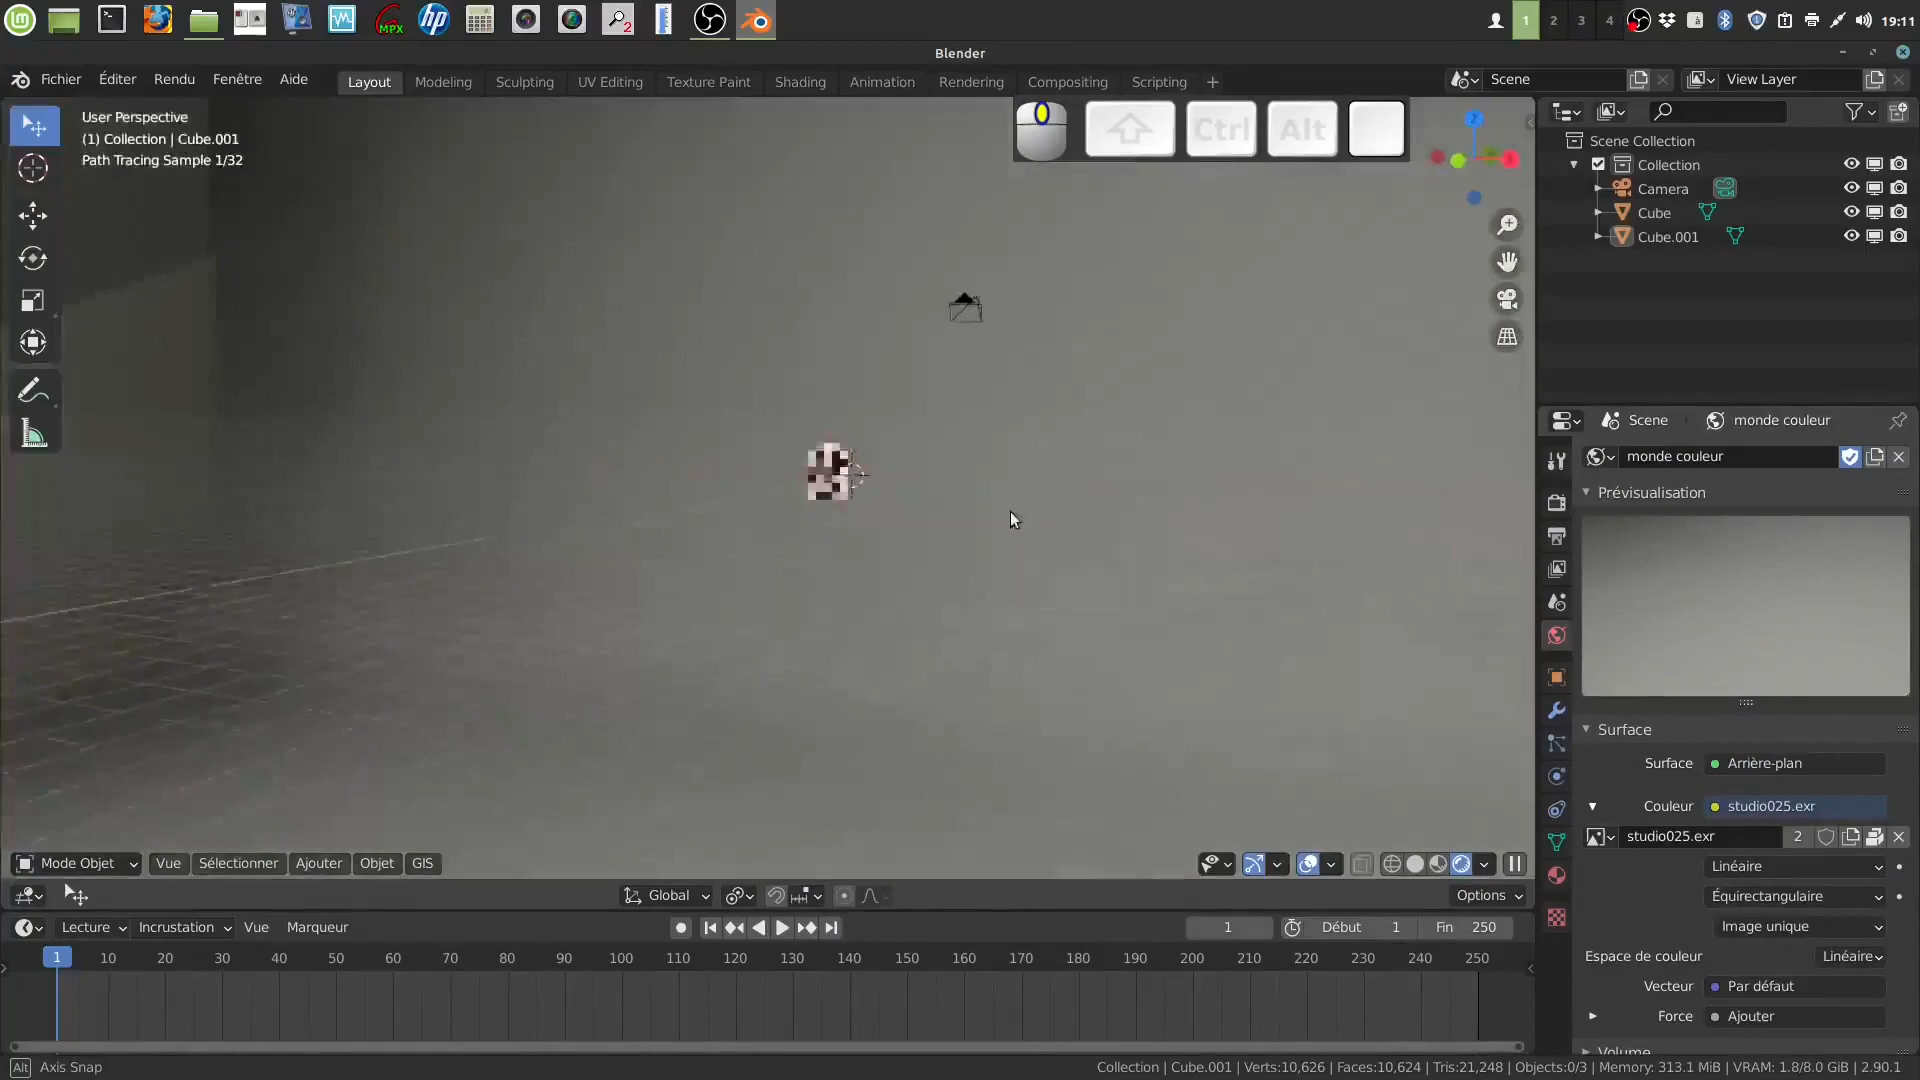 MPX
2
1 2 3 4
19:11
Blender
Fichier Éditer Rendu Fenêtre Aide
Layout Modeling Sculpting UV Editing Texture Paint Shading Animation Rendering Compositing Scripting +
Scene
View Layer
User Perspective
(1) Collection | Cube.001
Path Tracing Sample 1/32
Ctrl Alt
Scene Collection
Collection
Camera
Cube
Cube.001
Scene monde couleur
monde couleur
Prévisualisation
Surface
Surface Arrière-plan
Couleur studio025.exr
studio025.exr 2
Linéaire
Équirectangulaire
Image unique
Espace de couleur Linéaire
Vecteur Par défaut
Force Ajouter
Volume
Mode Objet Vue Sélectionner Ajouter Objet GIS
Global
Options
Lecture Incrustation Vue Marqueur
1 Début 1 Fin 250
1 10 20 30 40 50 60 70 80 90 100 110 120 130 140 150 160 170 180 190 200 210 220 230 240 250
Alt Axis Snap
Collection | Cube.001 | Verts:10,626 | Faces:10,624 | Tris:21,248 | Objects:0/3 | Memory: 313.1 MiB | VRAM: 1.8/8.0 GiB | 2.90.1